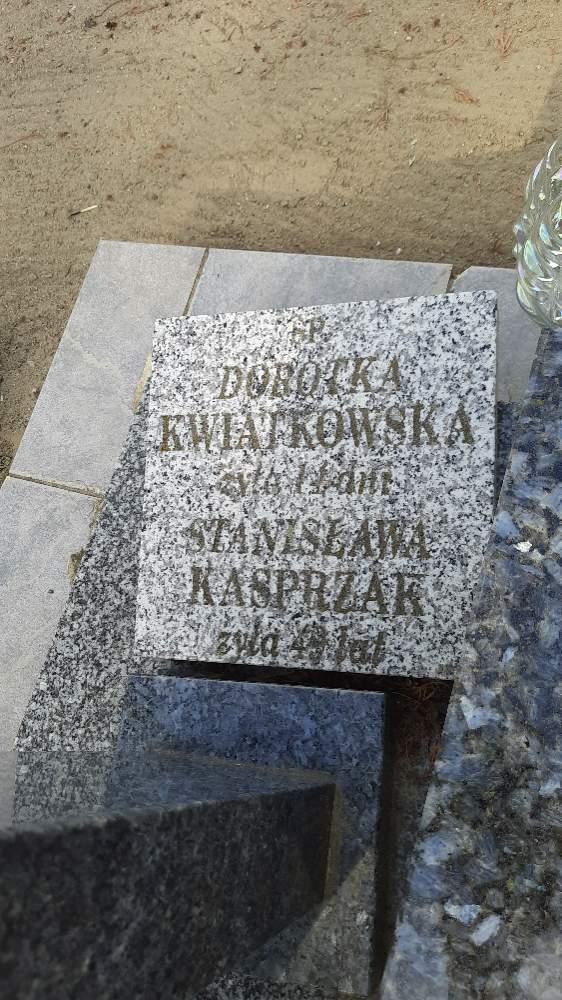 ŚP.
DOROTKA
KWIATKOWSKA
żyła 14 dni
STANISŁAWA
KASPRZAK
żyła 49 lat